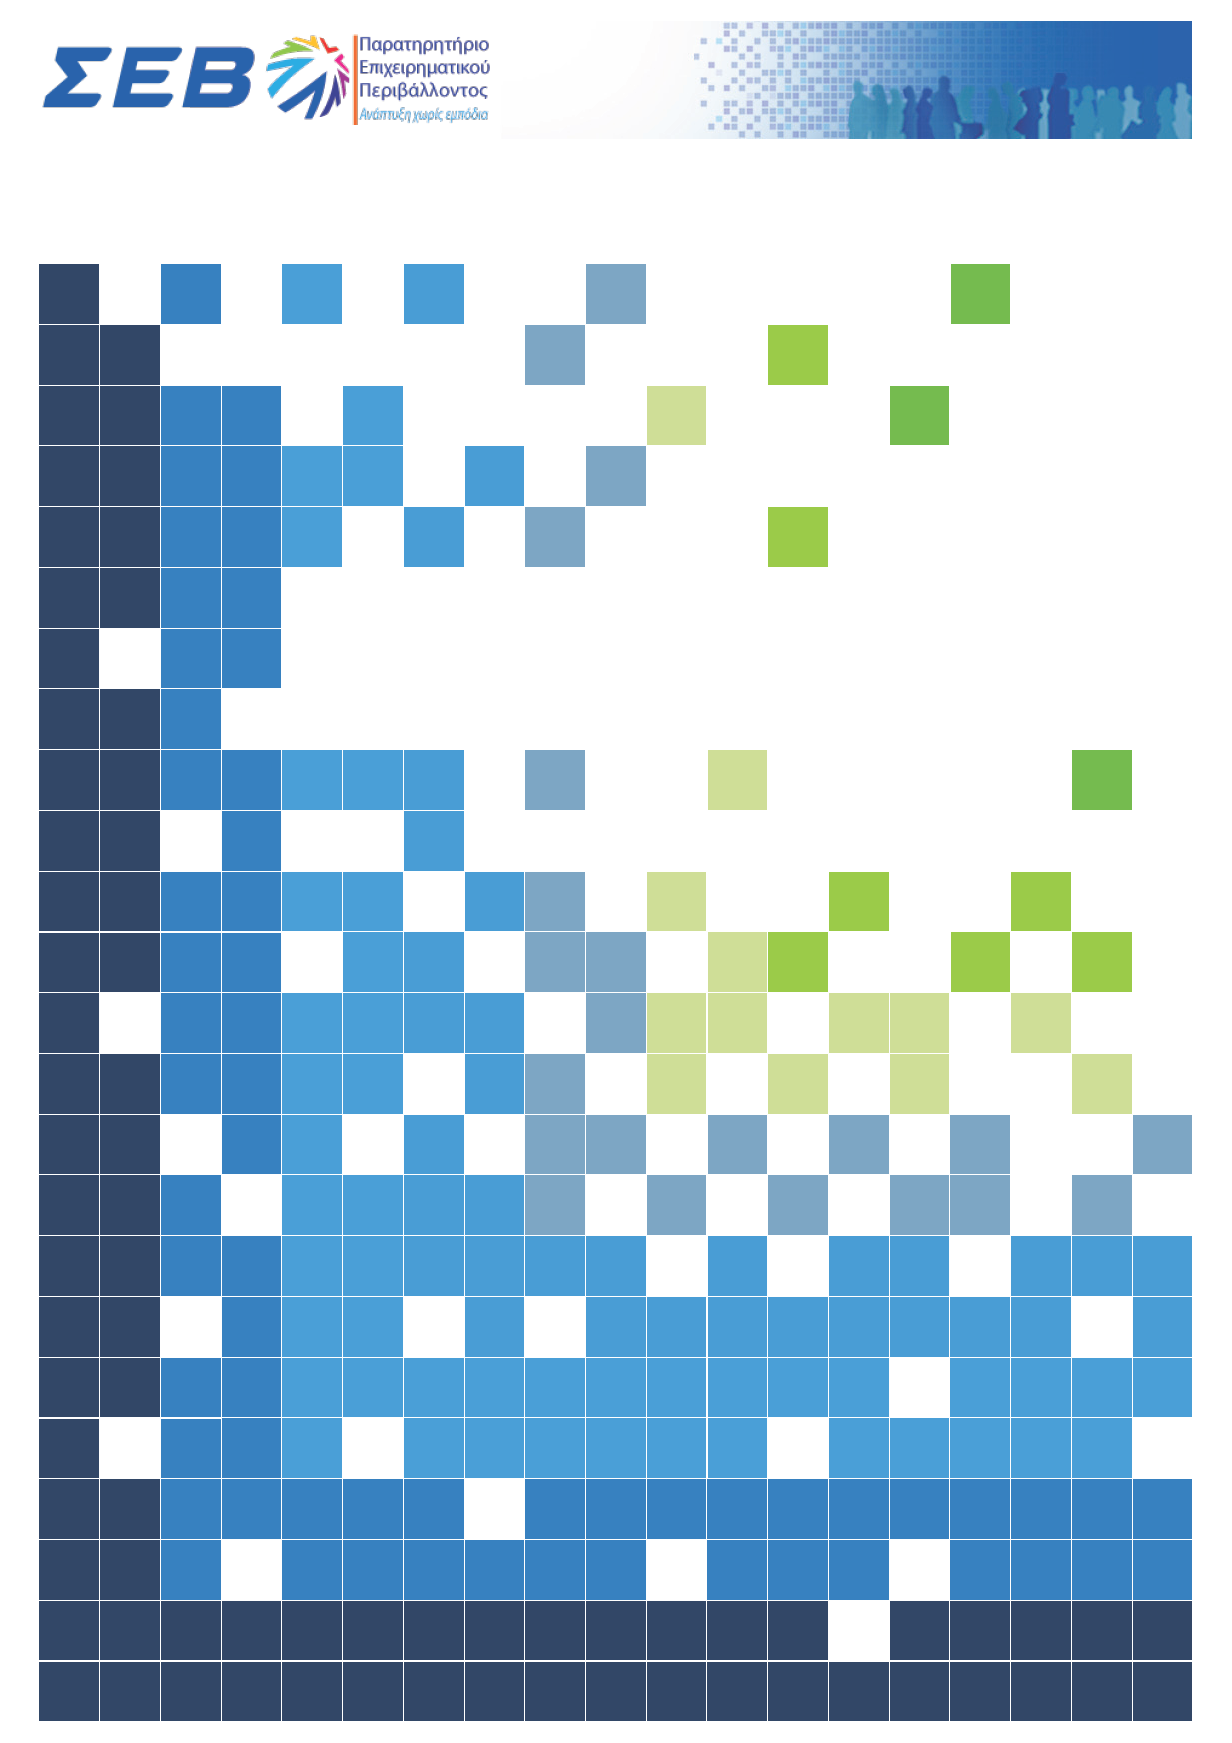 ΣΕΒ
Παρατηρητήριο
Επιχειρηματικού
Περιβάλλοντος
Ανάπτυξη χωρίς εμπόδια